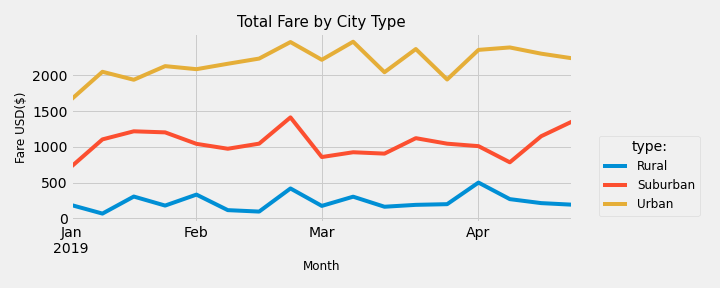 Total Fare by City Type
Fare USD($)
2000
1500
1000
500
0
Jan
2019
Feb
Mar
Apr
Month
type:
Rural
Suburban
Urban